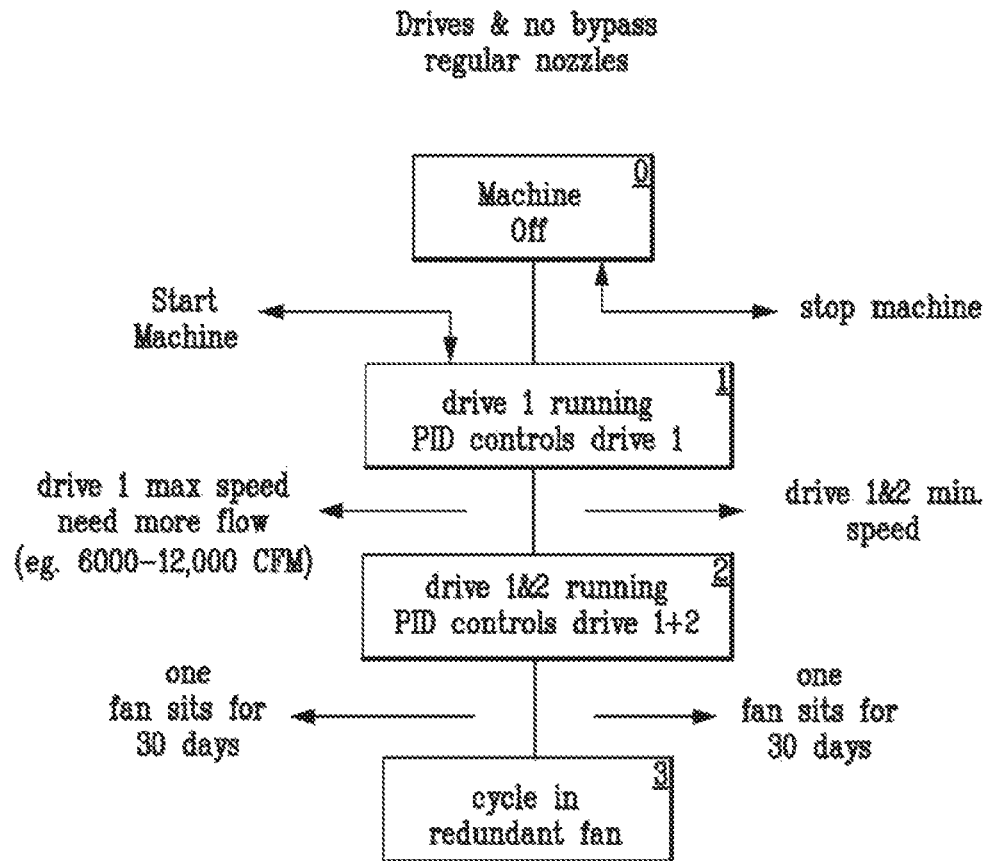 Drives & no bypass
regular nozzles
0
Machine
Off
Start
Machine
stop machine
1
drive 1 running
PID controls drive 1
drive 1 max speed
need more flow
(eg. 6000-12,000 CFM)
drive 1&2 min.
speed
2
drive 1&2 running
PID controls drive 1+2
one
fan sits for
30 days
one
fan sits for
30 days
3
cycle in
redundant fan